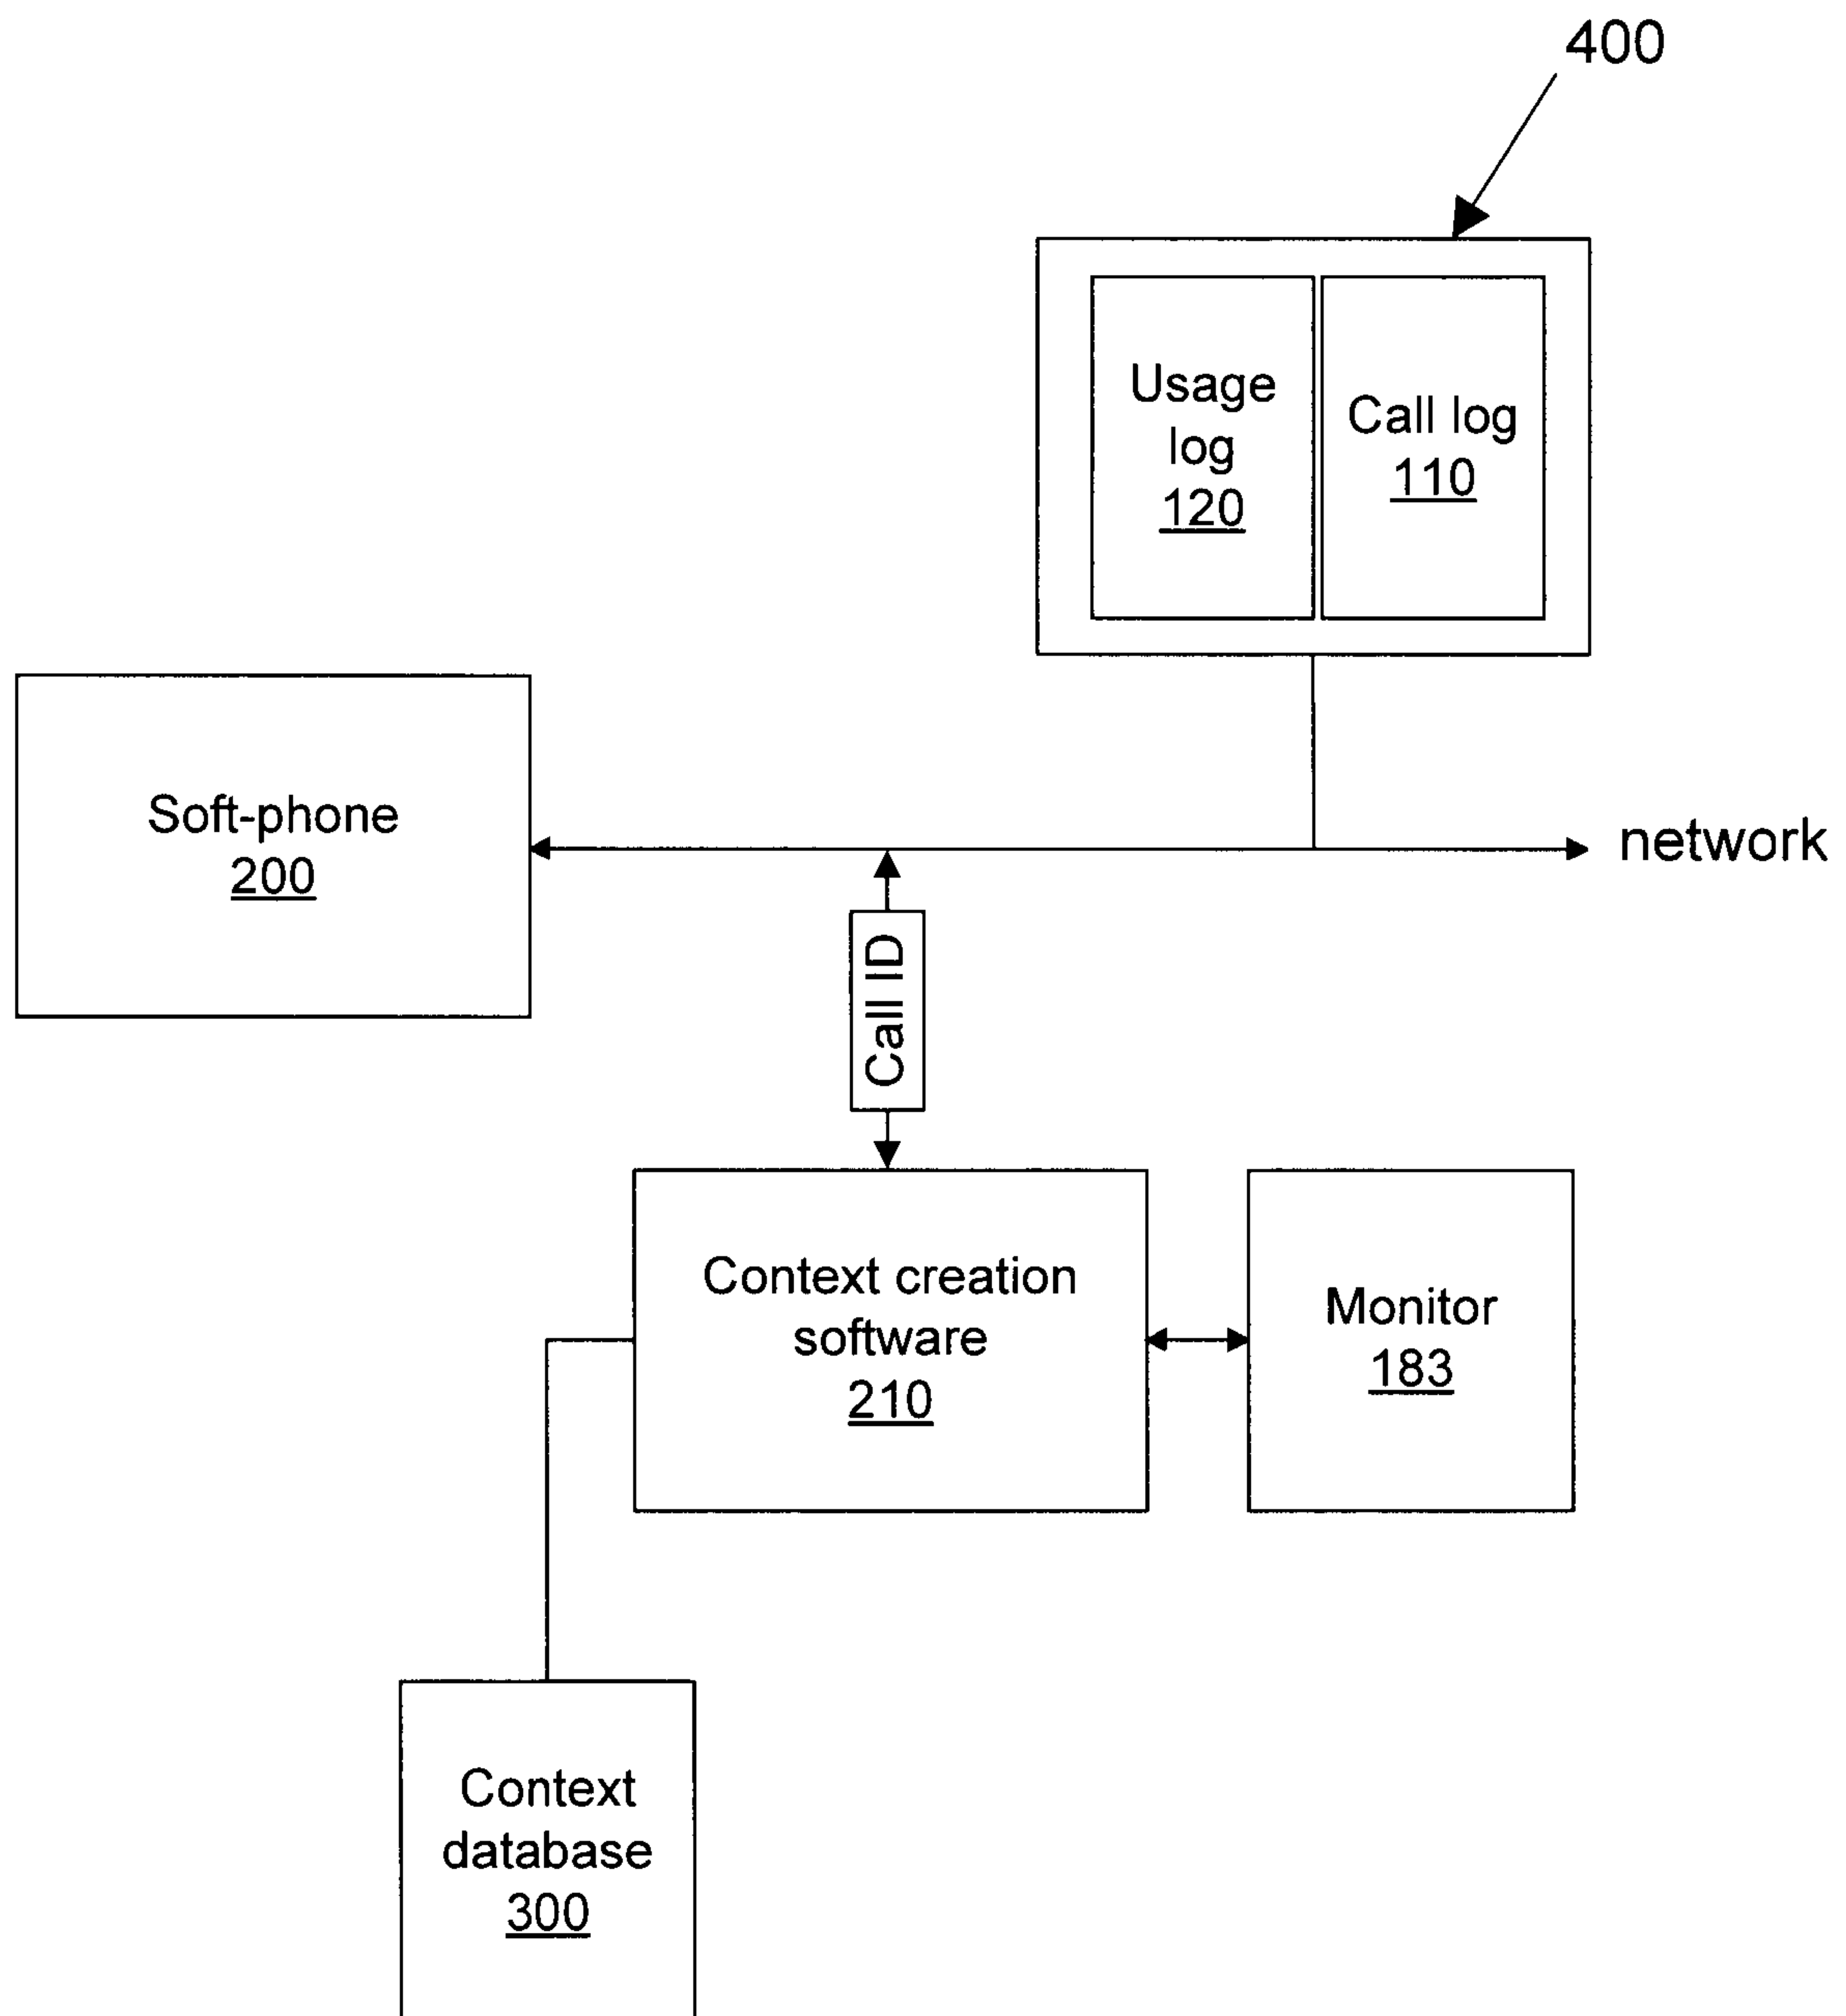 400
Usage
log
120
Call log
110
Soft-phone
200
network
Call ID
Context creation
software
210
Monitor
183
Context
database
300